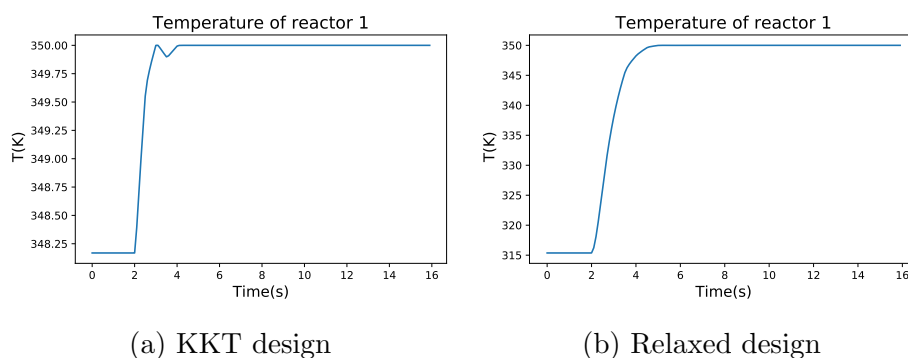 Temperature of reactor 1
350.00
349.75
349.50
349.25
349.00
348.75
348.50
348.25
T(K)
0 2 4 6 8 10 12 14 16
Time(s)
(a) KKT design
Temperature of reactor 1
350
345
340
335
330
325
320
315
T(K)
0 2 4 6 8 10 12 14 16
Time(s)
(b) Relaxed design